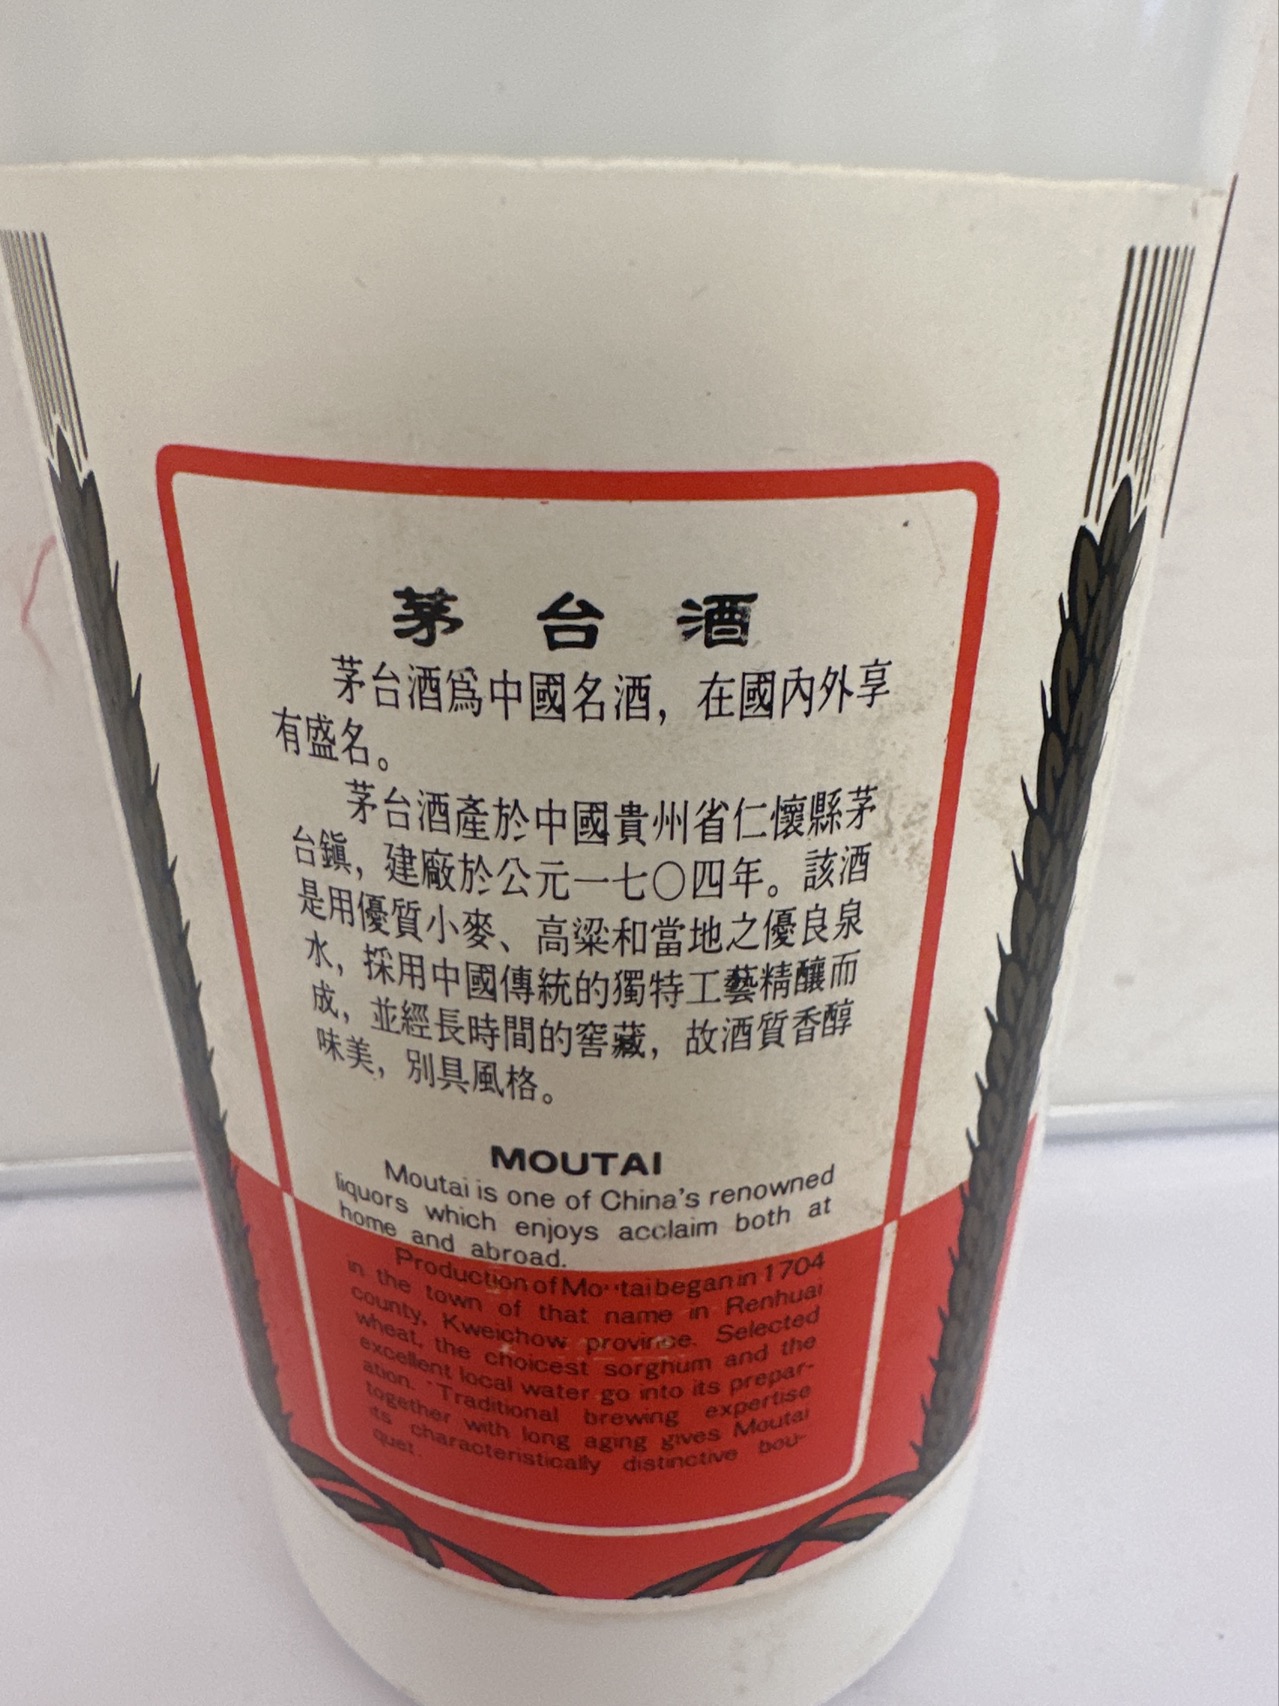 茅台酒
茅台酒爲中國名酒，在國內外享
有盛名。
茅台酒產於中國貴州省仁懷縣茅
台鎭，建廠於公元一七〇四年。該酒
是用優質小麥、高粱和當地之優良泉
水，採用中國傳統的獨特工藝精釀而
成，並經長時間的窖藏，故酒質香醇
味美，別具風格。
MOUTAI
Moutai is one of China's renowned
liquors which enjoys acclaim both at
home and abroad.
Production of Moutai began in 1704
in the town of that name in Renhuai
county, Kweichow province. Selected
wheat, the choicest sorghum and the
excellent local water go into its prepar-
ation. Traditional brewing expertise
together with long aging gives Moutai
its characteristically distinctive bou-
quet.